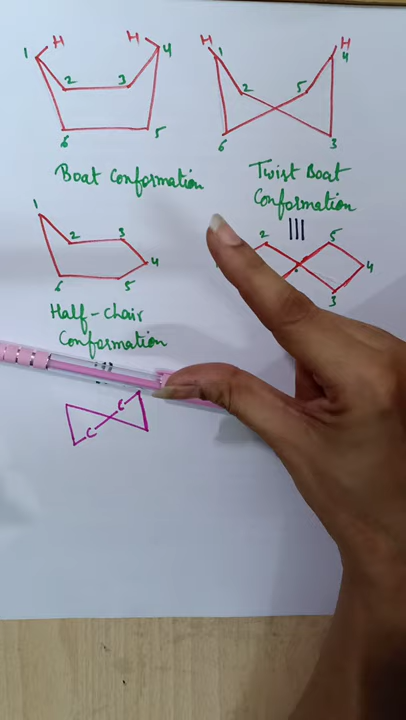 H H
1 4
2 3
6 5
Boat Conformation
H H
1 4
2 5
6 3
Twist Boat
Conformation
|||
1
2 3
4
6 5
Half-Chair
Conformation
2 5
4
3
C C